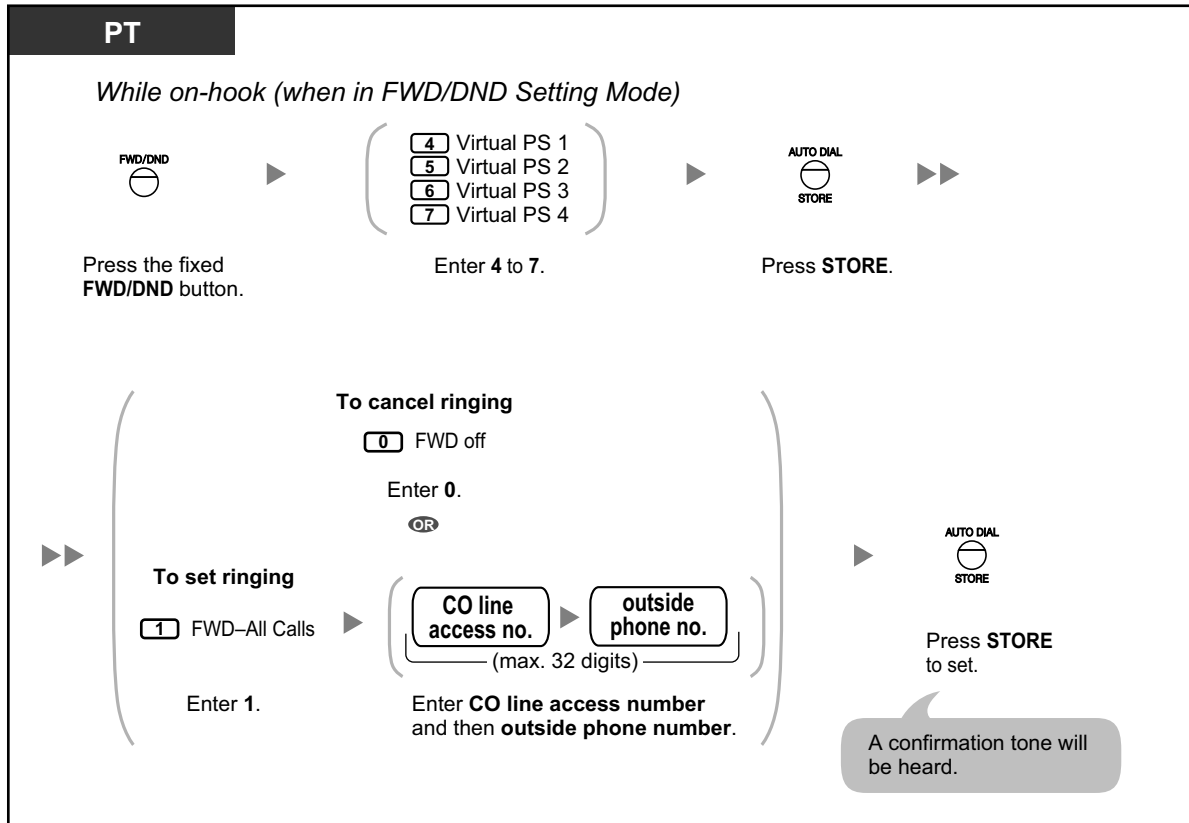 PT
While on-hook (when in FWD/DND Setting Mode)
FWD/DND
4 Virtual PS 1
5 Virtual PS 2
6 Virtual PS 3
7 Virtual PS 4
AUTO DIAL
STORE
Press the fixed
FWD/DND button.
Enter 4 to 7.
Press STORE.
To cancel ringing
0 FWD off
Enter 0.
OR
To set ringing
1 FWD–All Calls
Enter 1.
CO line
access no.
outside
phone no.
(max. 32 digits)
Enter CO line access number
and then outside phone number.
AUTO DIAL
STORE
Press STORE
to set.
A confirmation tone will
be heard.